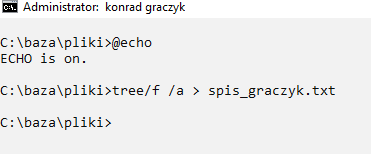 Administrator: konrad graczyk
C:\baza\pliki>@echo
ECHO is on.
C:\baza\pliki>tree/f /a > spis_graczyk.txt
C:\baza\pliki>